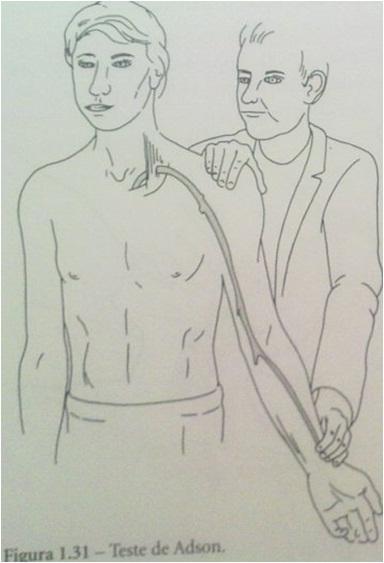 Figura 1.31 – Teste de Adson.